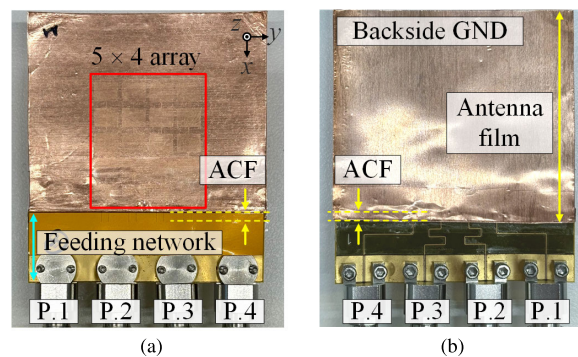 z
y
x
5 × 4 array
ACF
Feeding network
P.1 P.2 P.3 P.4
(a)
Backside GND
Antenna
film
ACF
P.4 P.3 P.2 P.1
(b)